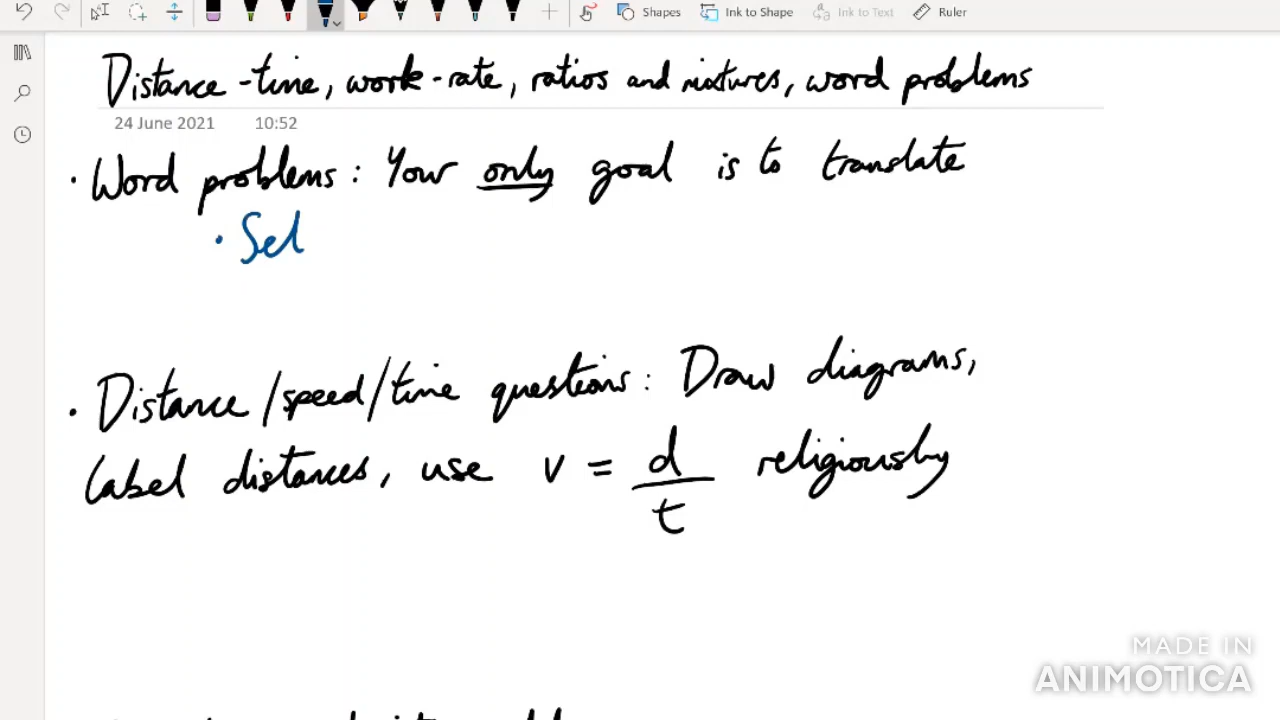 Shapes Ink to Shape Ink to Text Ruler
Distance-time, work-rate, ratios and mixtures, word problems
24 June 2021 10:52
· Word problems: Your only goal is to translate
· Sel
· Distance/speed/time questions: Draw diagrams,
label distances, use v = d/t religiously
MADE IN
ANIMOTICA